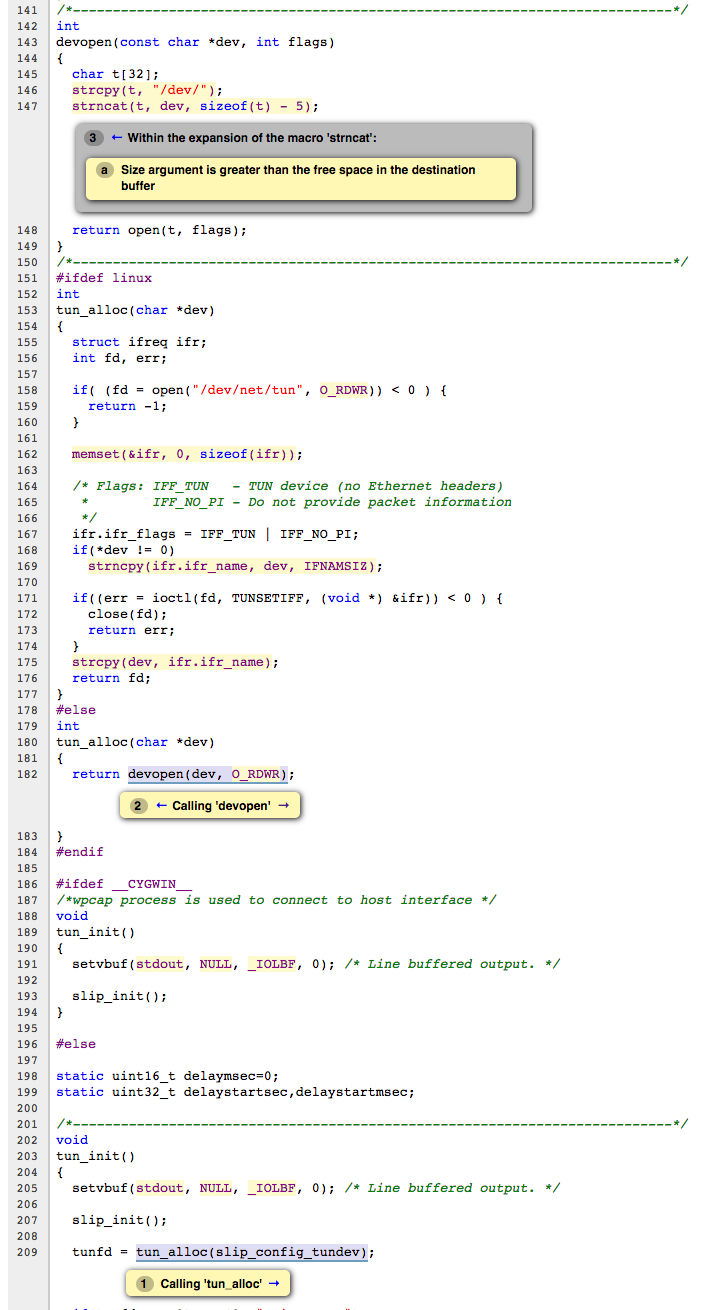 141 /*---------------------------------------------------------------------------*/
142 int
143 devopen(const char *dev, int flags)
144 {
145   char t[32];
146   strcpy(t, "/dev/");
147   strncat(t, dev, sizeof(t) - 5);
3 ← Within the expansion of the macro 'strncat':
a Size argument is greater than the free space in the destination
buffer
148   return open(t, flags);
149 }
150 /*---------------------------------------------------------------------------*/
151 #ifdef linux
152 int
153 tun_alloc(char *dev)
154 {
155   struct ifreq ifr;
156   int fd, err;
157
158   if( (fd = open("/dev/net/tun", O_RDWR)) < 0 ) {
159     return -1;
160   }
161
162   memset(&ifr, 0, sizeof(ifr));
163
164   /* Flags: IFF_TUN   - TUN device (no Ethernet headers)
165    *        IFF_NO_PI - Do not provide packet information
166    */
167   ifr.ifr_flags = IFF_TUN | IFF_NO_PI;
168   if(*dev != 0)
169     strncpy(ifr.ifr_name, dev, IFNAMSIZ);
170
171   if((err = ioctl(fd, TUNSETIFF, (void *) &ifr)) < 0 ) {
172     close(fd);
173     return err;
174   }
175   strcpy(dev, ifr.ifr_name);
176   return fd;
177 }
178 #else
179 int
180 tun_alloc(char *dev)
181 {
182   return devopen(dev, O_RDWR);
2 ← Calling 'devopen' →
183 }
184 #endif
185
186 #ifdef __CYGWIN__
187 /*wpcap process is used to connect to host interface */
188 void
189 tun_init()
190 {
191   setvbuf(stdout, NULL, _IOLBF, 0); /* Line buffered output. */
192
193   slip_init();
194 }
195
196 #else
197
198 static uint16_t delaymsec=0;
199 static uint32_t delaystartsec,delaystartmsec;
200
201 /*---------------------------------------------------------------------------*/
202 void
203 tun_init()
204 {
205   setvbuf(stdout, NULL, _IOLBF, 0); /* Line buffered output. */
206
207   slip_init();
208
209   tunfd = tun_alloc(slip_config_tundev);
1 Calling 'tun_alloc' →